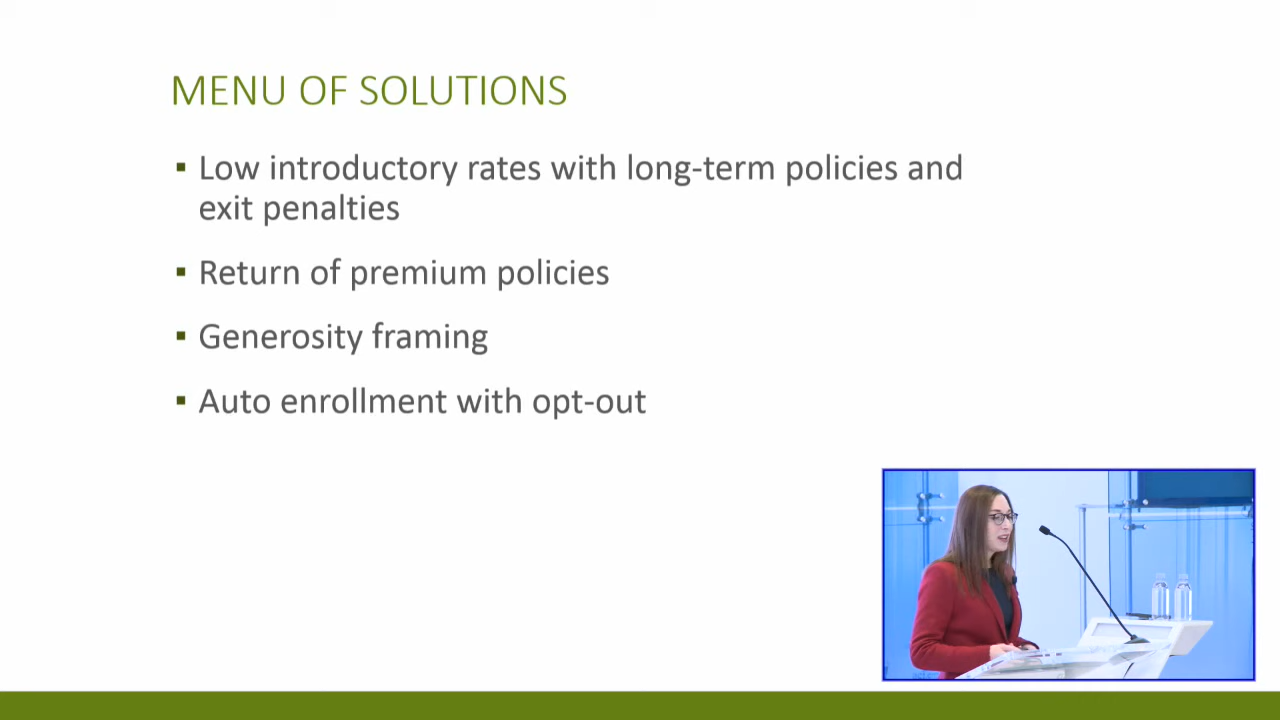 MENU OF SOLUTIONS
▪ Low introductory rates with long-term policies and
exit penalties
▪ Return of premium policies
▪ Generosity framing
▪ Auto enrollment with opt-out